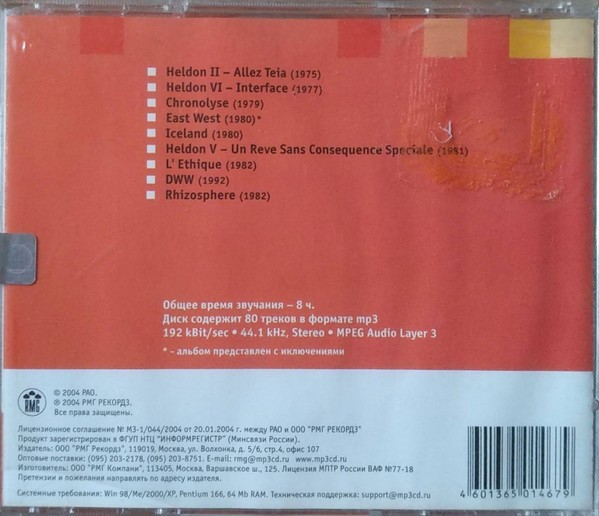 Heldon II – Allez Teia (1975)
Heldon VI – Interface (1977)
Chronolyse (1979)
East West (1980)*
Iceland (1980)
Heldon V – Un Reve Sans Consequence Speciale (1981)
L' Ethique (1982)
DWW (1992)
Rhizosphere (1982)
Общее время звучания – 8 ч.
Диск содержит 80 треков в формате mp3
192 kBit/sec • 44.1 kHz, Stereo • MPEG Audio Layer 3
* - альбом представлен с иключениями
RMG
© 2004 РАО.
℗ 2004 РМГ РЕКОРДЗ.
Все права защищены.
Лицензионное соглашение № МЗ-1/044/2004 от 20.01.2004 г. между РАО и ООО "РМГ РЕКОРДЗ"
Продукт зарегистрирован в ФГУП НТЦ "ИНФОРМРЕГИСТР" (Минсвязи России).
Издатель: ООО "РМГ Рекордз", 119019, Москва, ул. Волхонка, д. 5/6, стр.4, офис 107
Оптовые поставки: (095) 203-2178, (095) 203-8751. E-mail: rmg@mp3cd.ru
Изготовитель: ООО "РМГ Компани", 113405, Москва, Варшавское ш., 125. Лицензия МПТР России ВАФ №77-18
Претензии и пожелания направлять по адресу издателя.
Системные требования: Win 98/Me/2000/XP, Pentium 166, 64 Mb RAM. Техническая поддержка: support@mp3cd.ru
4 601365 014679